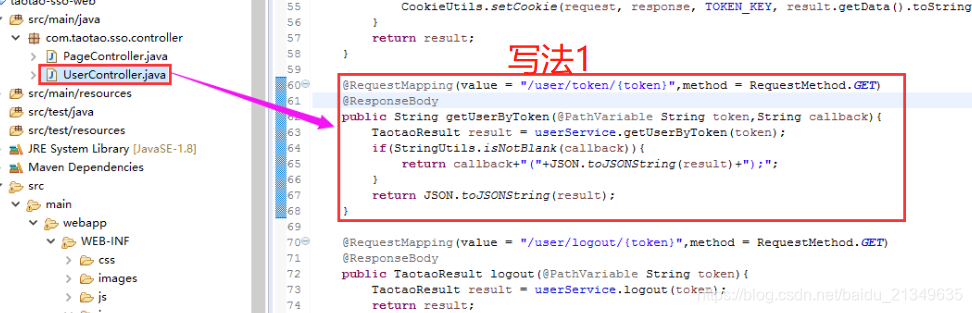 taotao-sso-web
src/main/java
com.taotao.sso.controller
PageController.java
UserController.java
src/main/resources
src/test/java
src/test/resources
JRE System Library [JavaSE-1.8]
Maven Dependencies
src
main
webapp
WEB-INF
css
images
js
写法1
55 CookieUtils.setCookie(request, response, TOKEN_KEY, result.getData().toString
56 }
57 return result;
58 }
59
60 @RequestMapping(value = "/user/token/{token}",method = RequestMethod.GET)
61 @ResponseBody
public String getUserByToken(@PathVariable String token,String callback){
63 TaotaoResult result = userService.getUserByToken(token);
64 if(StringUtils.isNotBlank(callback)){
65 return callback+"("+JSON.toJSONString(result)+");";
66 }
67 return JSON.toJSONString(result);
68 }
69
70 @RequestMapping(value = "/user/logout/{token}",method = RequestMethod.GET)
71 @ResponseBody
72 public TaotaoResult logout(@PathVariable String token){
73 TaotaoResult result = userService.logout(token);
74 return result;
https://blog.csdn.net/baidu_21349635